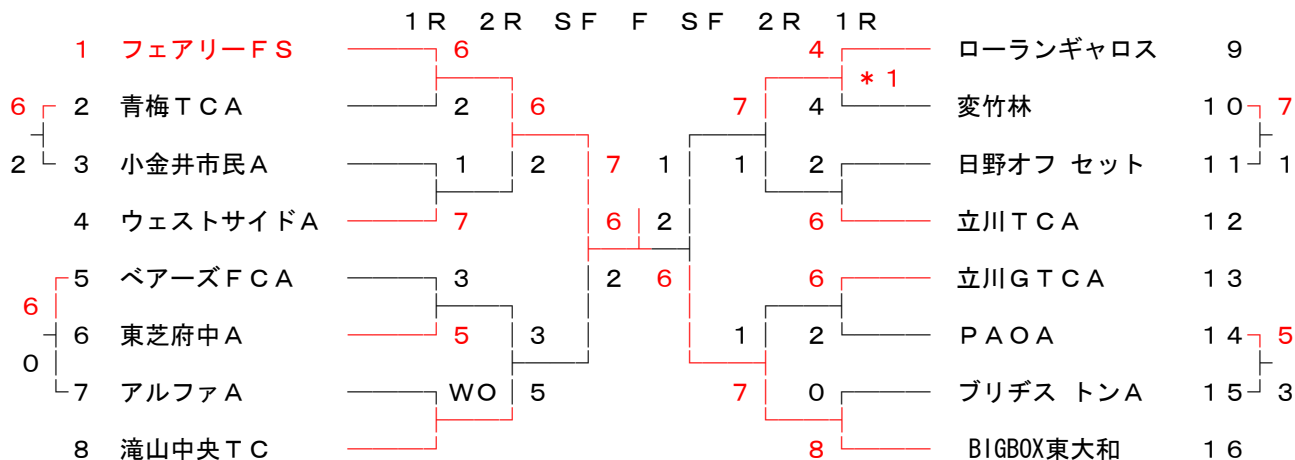 １Ｒ ２Ｒ ＳＦ Ｆ ＳＦ ２Ｒ １Ｒ
１ フェアリーＦＳ ６ ４ ローランギャロス ９
＊１
６ ２ 青梅ＴＣＡ ２ ６ ７ ４ 変竹林 １０ ７
２ ３ 小金井市民Ａ １ ２ ７ １ １ ２ 日野オフ セット １１ １
４ ウェストサイドＡ ７ ６ ２ ６ 立川ＴＣＡ １２
５ ベアーズＦＣＡ ３ ２ ６ ６ 立川ＧＴＣＡ １３
６
６ 東芝府中Ａ ５ ３ １ ２ ＰＡＯＡ １４ ５
０
７ アルファＡ ＷＯ ５ ７ ０ ブリヂス トンＡ １５ ３
８ 滝山中央ＴＣ ８ BIGBOX東大和 １６